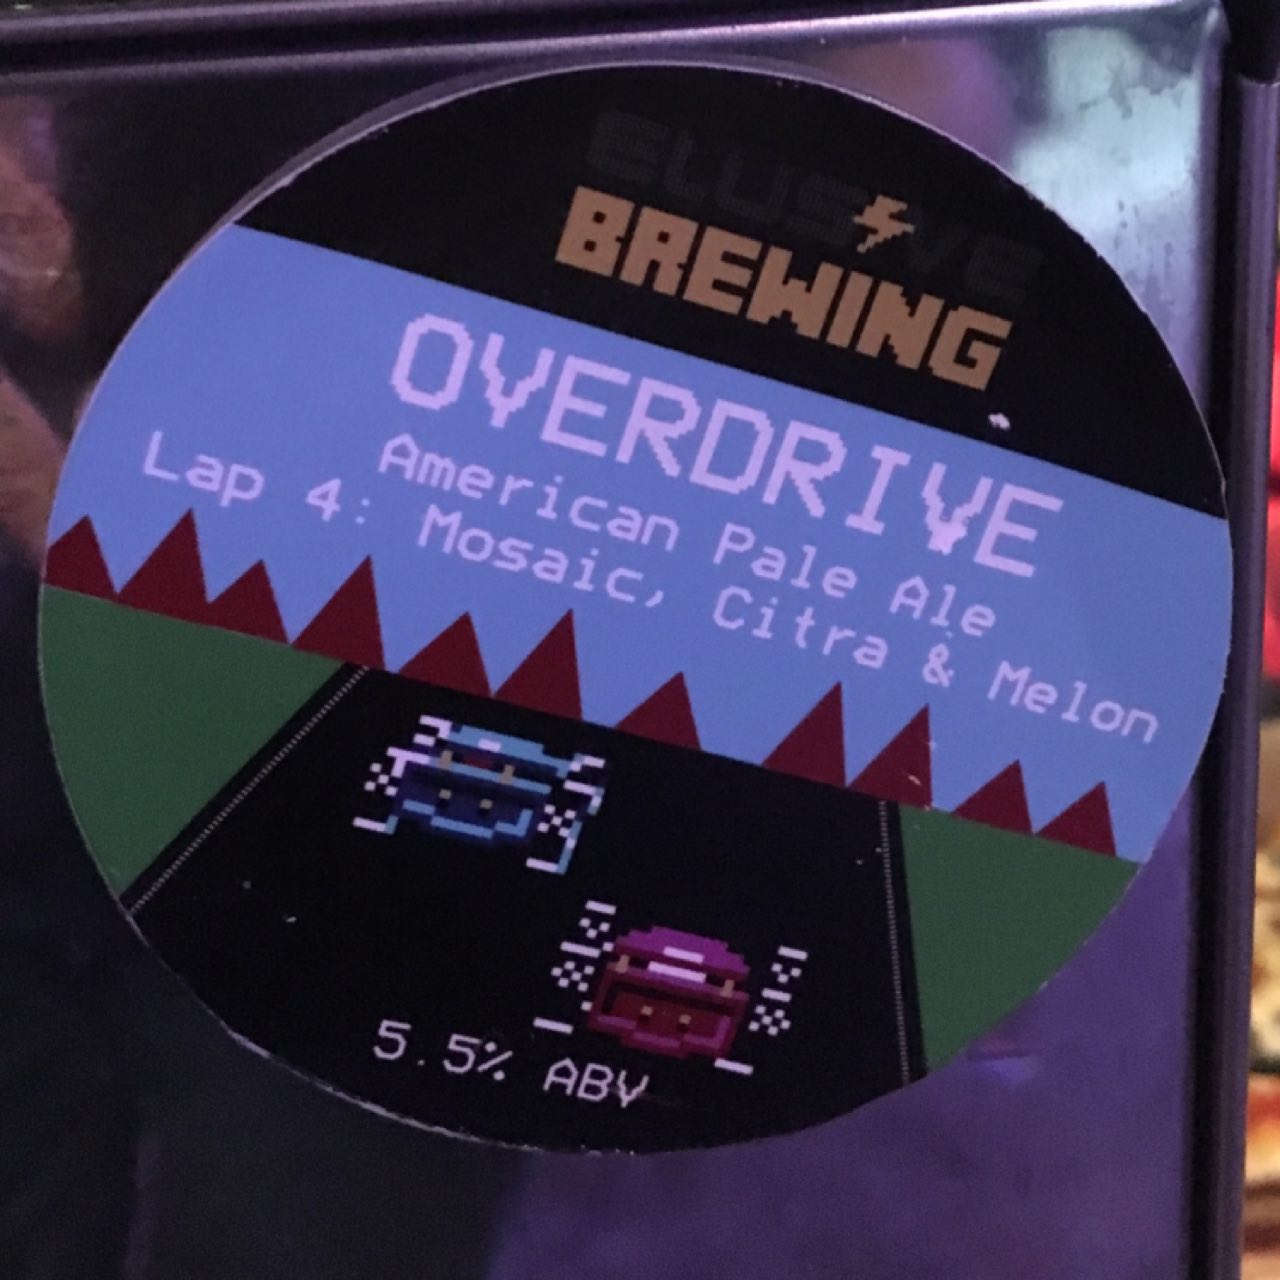 ELUSIVE
BREWING
OVERDRIVE
American Pale Ale
Lap 4: Mosaic, Citra & Melon
5.5% ABV